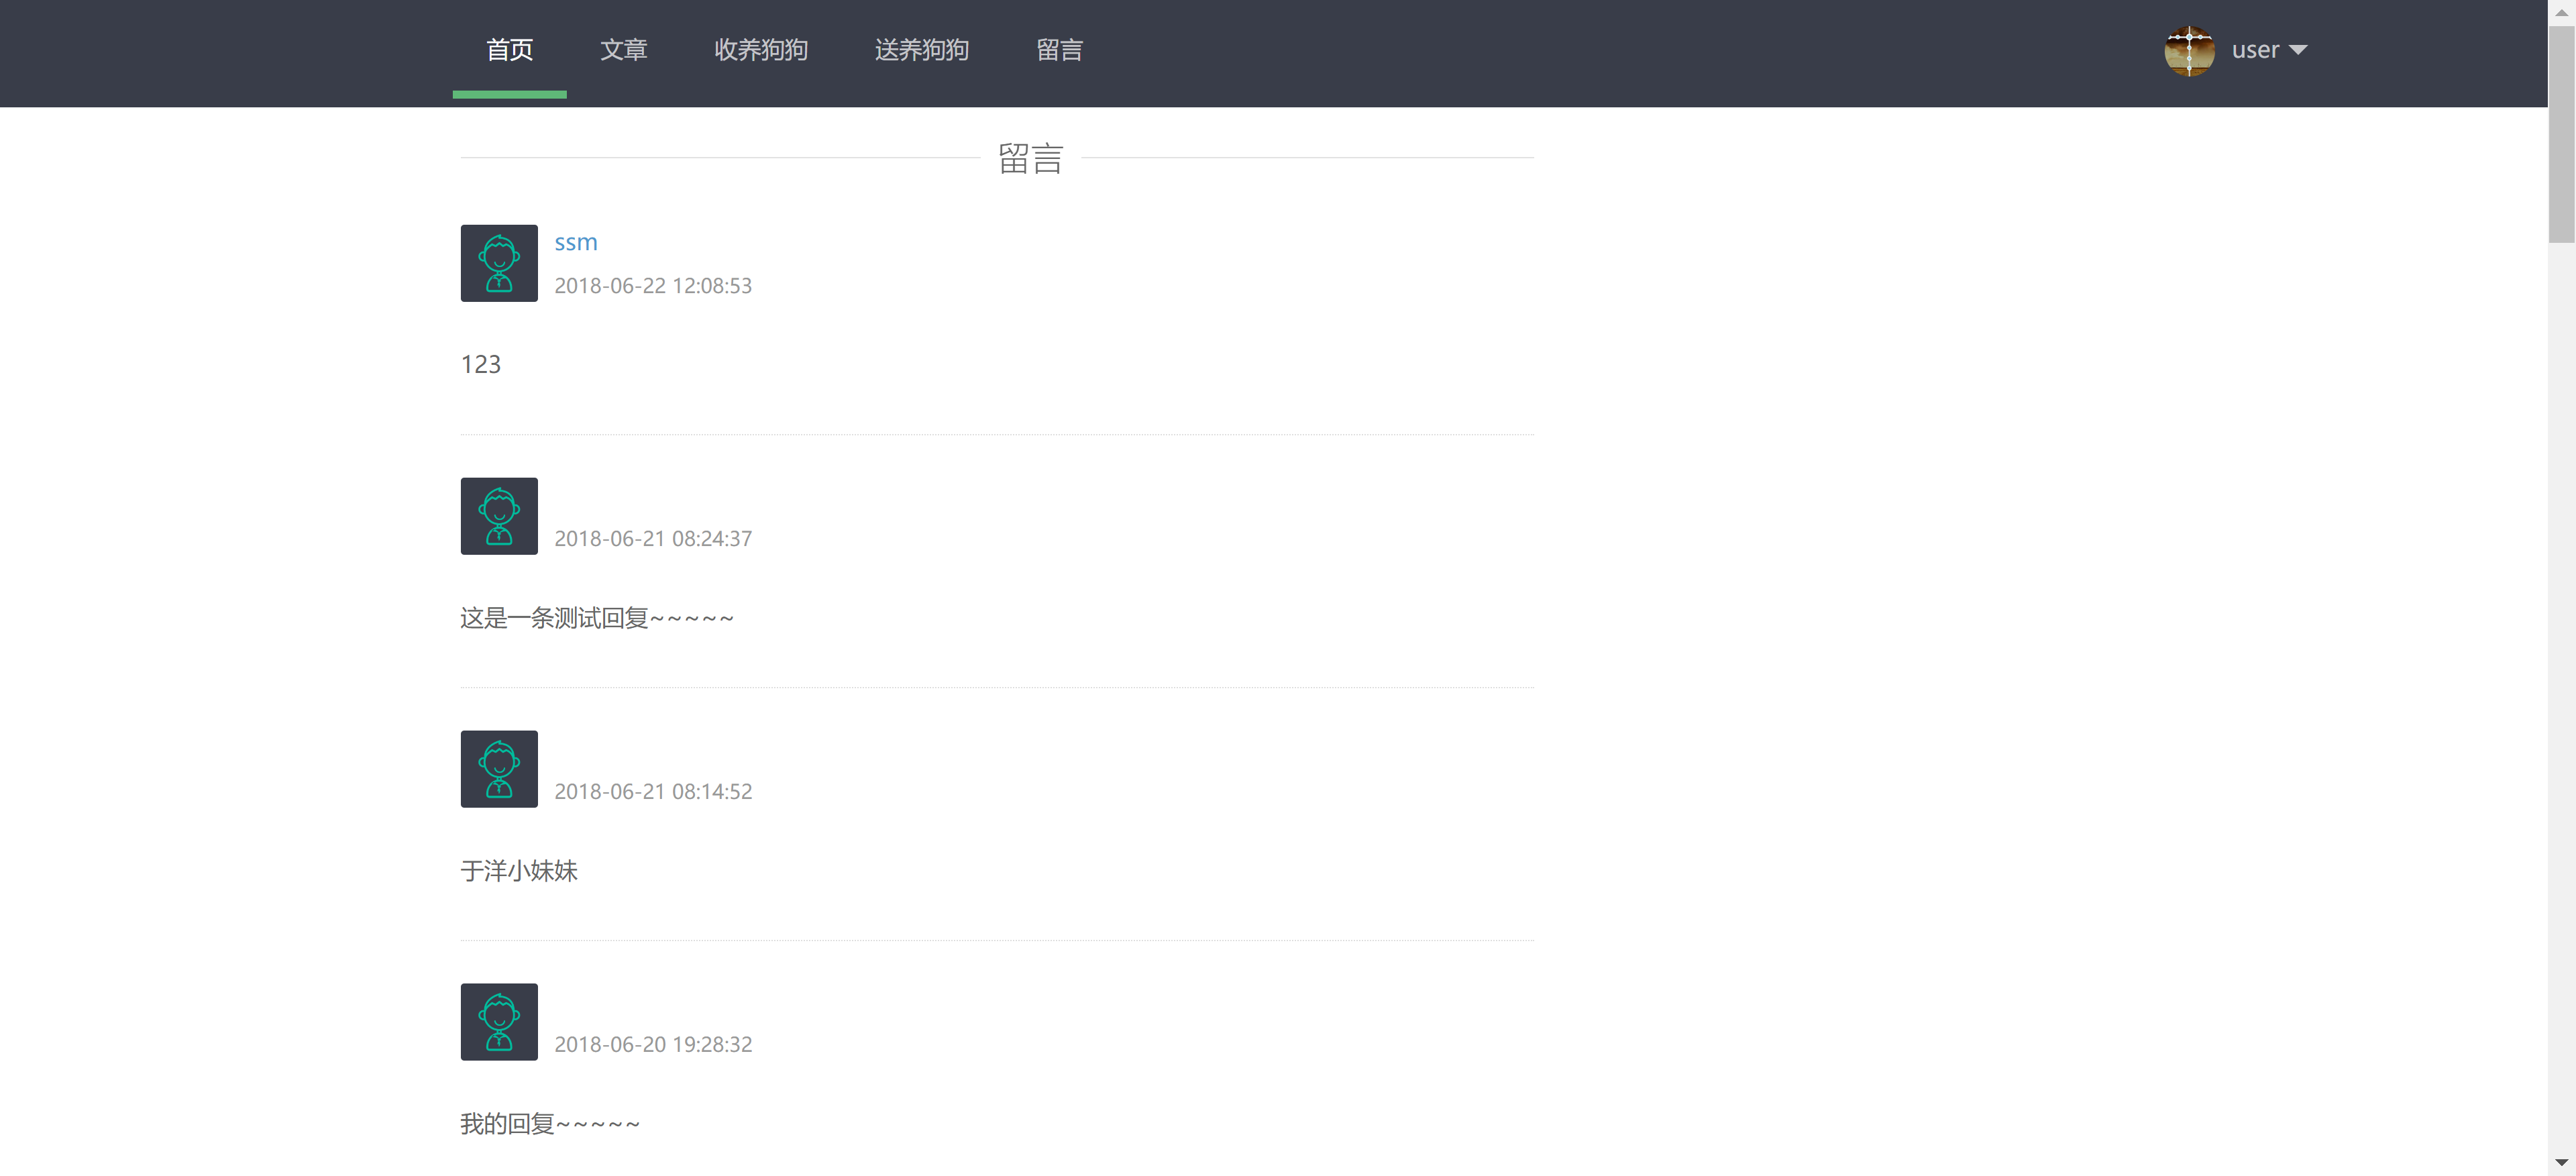 首页 文章 收养狗狗 送养狗狗 留言 user
留言
ssm
2018-06-22 12:08:53
123
2018-06-21 08:24:37
这是一条测试回复~~~~~
2018-06-21 08:14:52
于洋小妹妹
2018-06-20 19:28:32
我的回复~~~~~